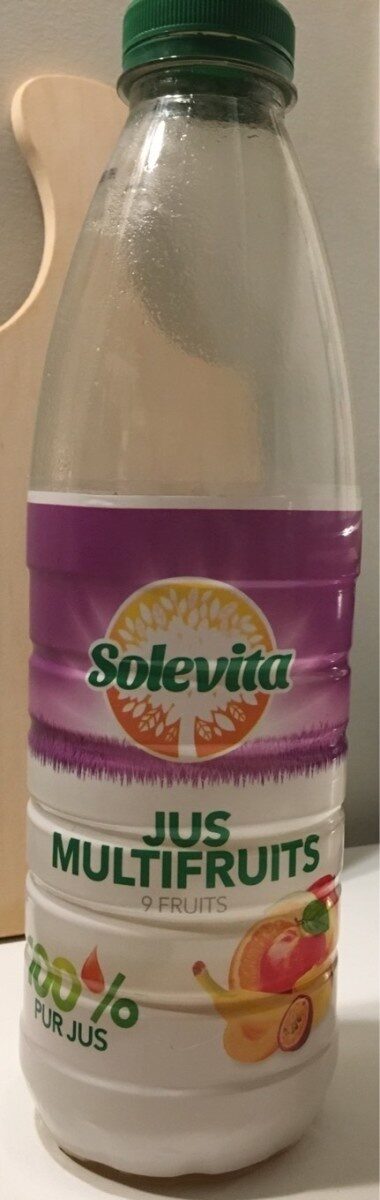 Solevita
JUS
MULTIFRUITS
9 FRUITS
100%
PUR JUS